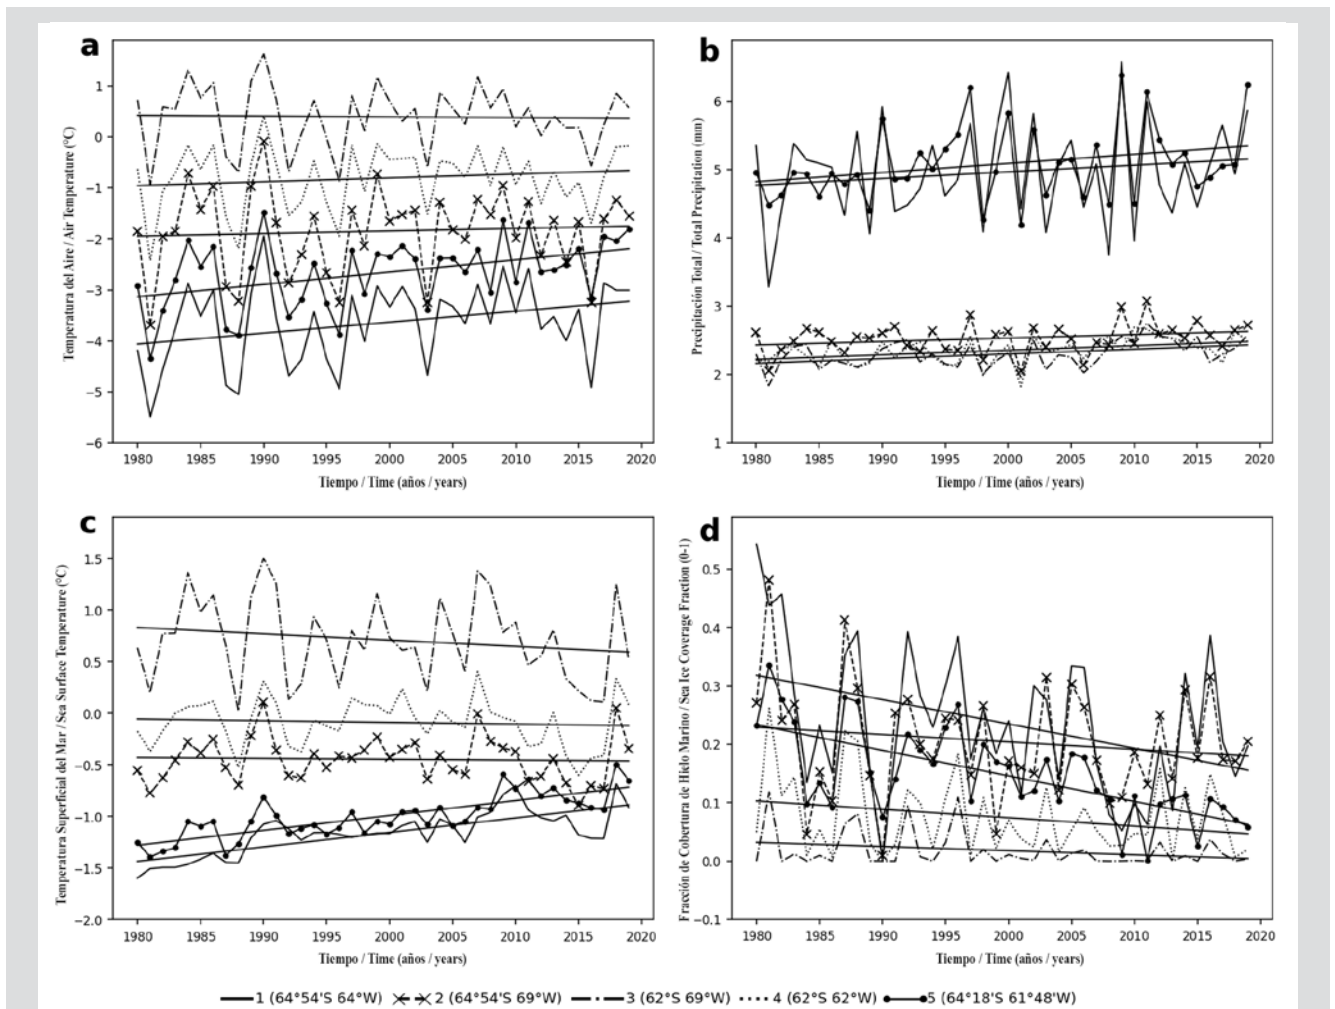 a
Temperatura del Aire / Air Temperature (°C)
1
0
−1
−2
−3
−4
−5
−6
1980 1985 1990 1995 2000 2005 2010 2015 2020
Tiempo / Time (años / years)
b
Precipitación Total / Total Precipitation (mm)
6
5
4
3
2
1
1980 1985 1990 1995 2000 2005 2010 2015 2020
Tiempo / Time (años / years)
c
Temperatura Superficial del Mar / Sea Surface Temperature (°C)
1.5
1.0
0.5
0.0
−0.5
−1.0
−1.5
−2.0
1980 1985 1990 1995 2000 2005 2010 2015 2020
Tiempo / Time (años / years)
d
Fracción de Cobertura de Hielo Marino / Sea Ice Coverage Fraction (0-1)
0.5
0.4
0.3
0.2
0.1
0.0
−0.1
1980 1985 1990 1995 2000 2005 2010 2015 2020
Tiempo / Time (años / years)
1 (64°54'S 64°W) 2 (64°54'S 69°W) 3 (62°S 69°W) 4 (62°S 62°W) 5 (64°18'S 61°48'W)